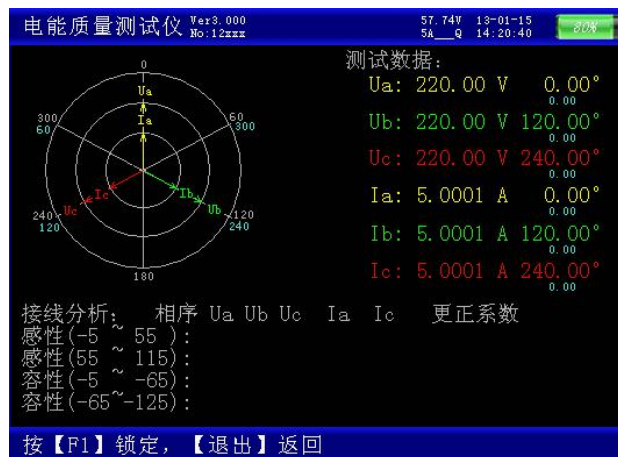 电能质量测试仪 Ver3.000 57.74V 13-01-15
No:12xxx 5A__Q 14:20:40 80%
测试数据:
0
Ua
Ia
300 60
60 300
Uc Ic Ib Ub
240 120
120 240
180
Ua: 220.00 V 0.00°
0.00
Ub: 220.00 V 120.00°
0.00
Uc: 220.00 V 240.00°
0.00
Ia: 5.0001 A 0.00°
0.00
Ib: 5.0001 A 120.00°
0.00
Ic: 5.0001 A 240.00°
0.00
接线分析: 相序 Ua Ub Uc Ia Ic 更正系数
感性(-5 ~ 55 ):
感性(55 ~ 115):
容性(-5 ~ -65):
容性(-65~-125):
按【F1】锁定，【退出】返回